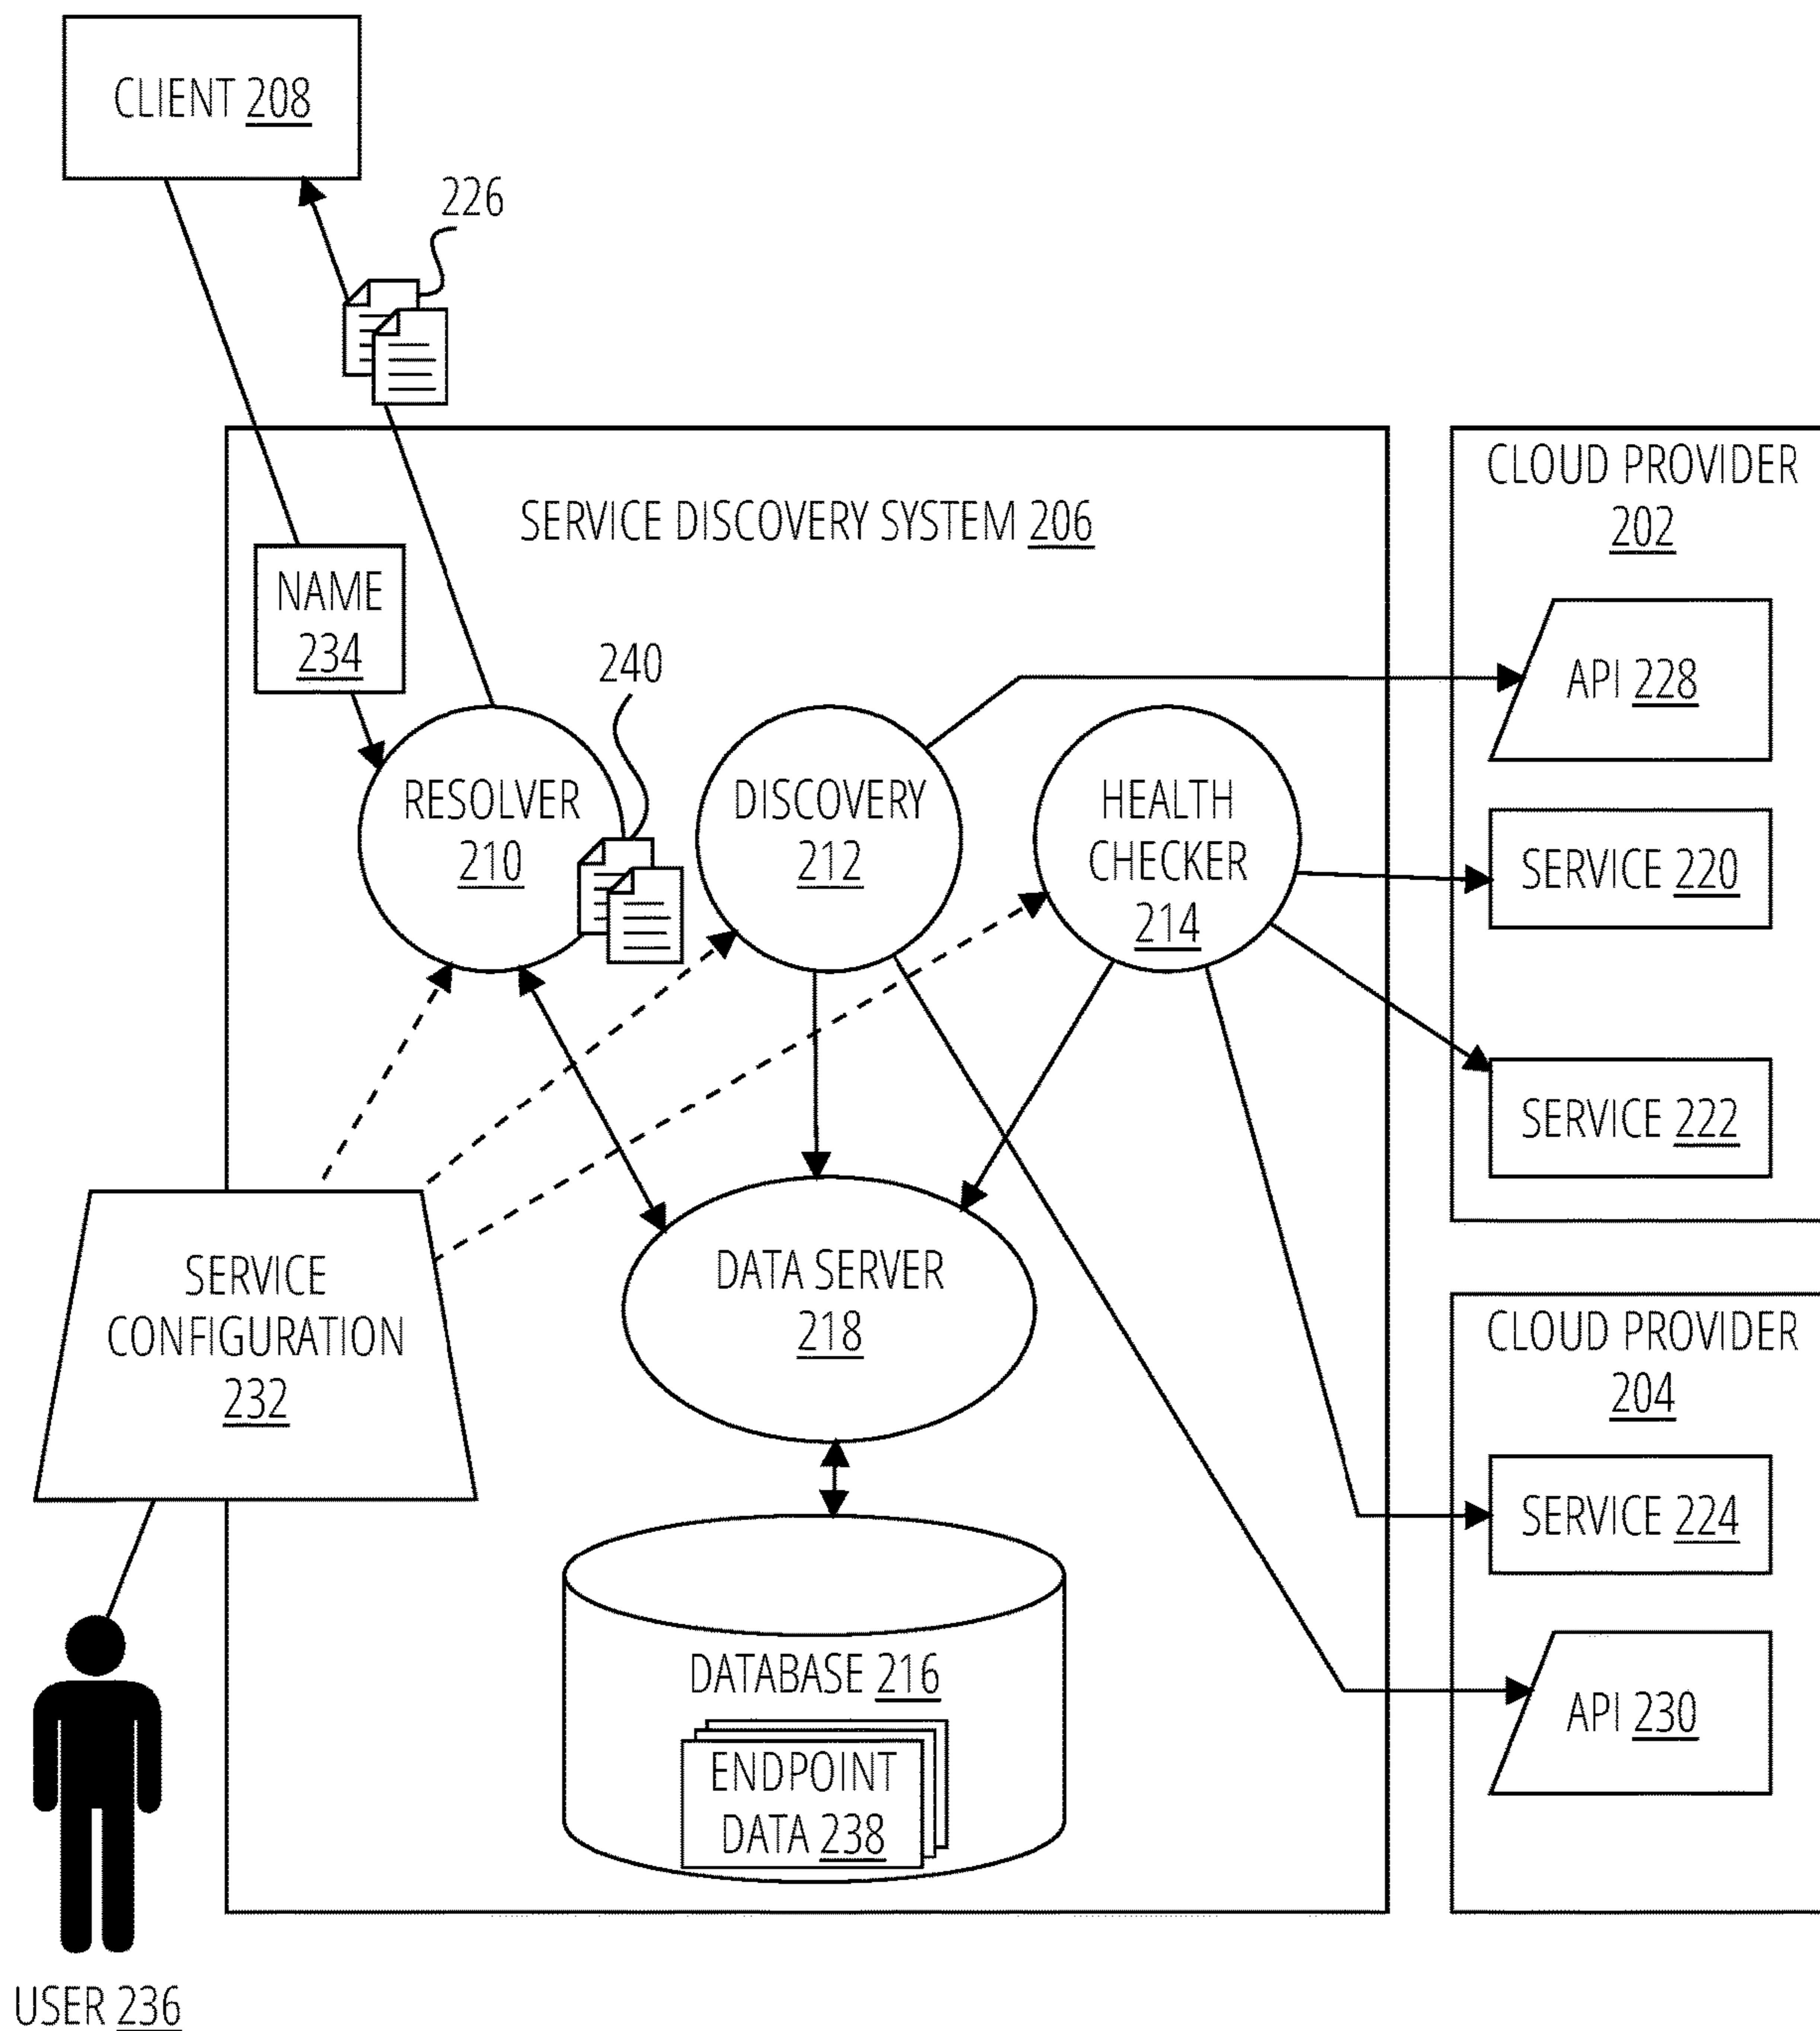 CLIENT 208
226
SERVICE DISCOVERY SYSTEM 206
NAME
234
240
RESOLVER
210
DISCOVERY
212
HEALTH
CHECKER
214
CLOUD PROVIDER
202
API 228
SERVICE 220
SERVICE 222
SERVICE
CONFIGURATION
232
DATA SERVER
218
CLOUD PROVIDER
204
SERVICE 224
API 230
DATABASE 216
ENDPOINT
DATA 238
USER 236